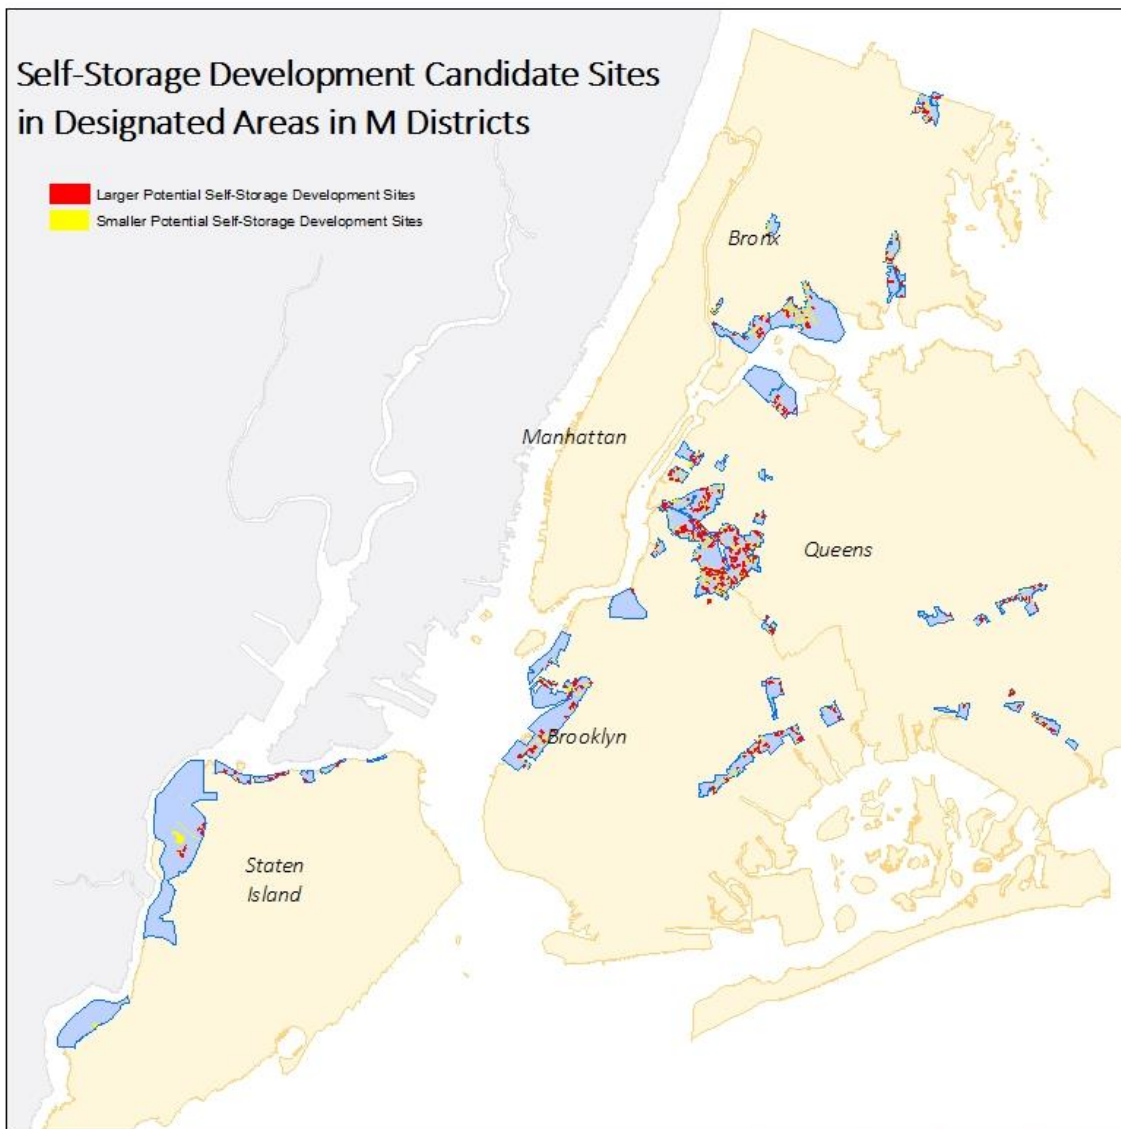 Self-Storage Development Candidate Sites
in Designated Areas in M Districts
Larger Potential Self-Storage Development Sites
Smaller Potential Self-Storage Development Sites
Bronx
Manhattan
Queens
Brooklyn
Staten
Island